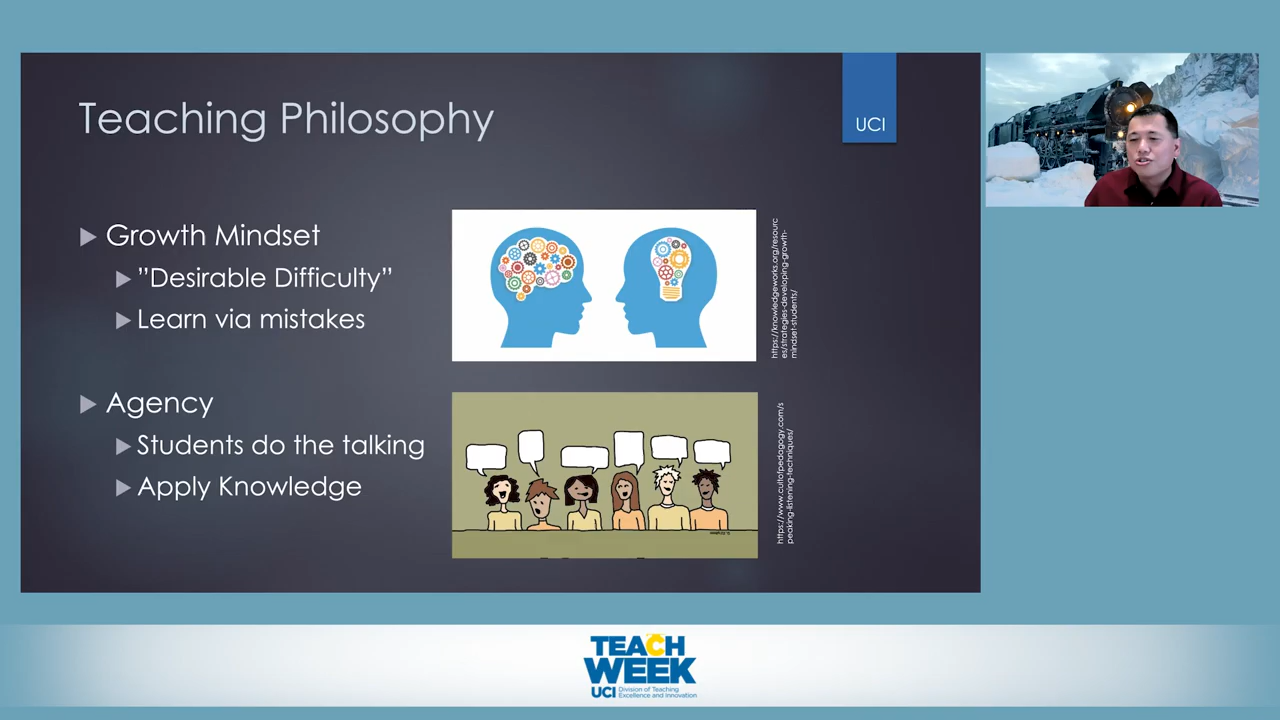 Teaching Philosophy
UCI
Growth Mindset
”Desirable Difficulty”
Learn via mistakes
https://knowledgeworks.org/resourc
es/strategies-developing-growth-
mindset-students/
Agency
Students do the talking
Apply Knowledge
https://www.cultofpedagogy.com/s
peaking-listening-techniques/
TEACH
WEEK
UCI Division of Teaching
Excellence and Innovation